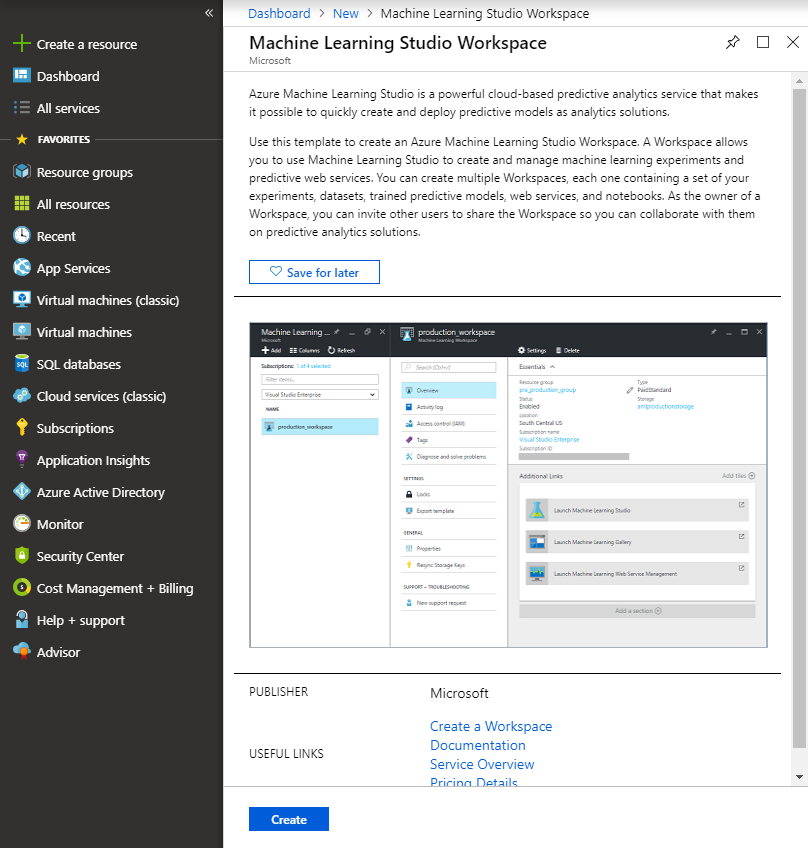 «
Create a resource
Dashboard
All services
FAVORITES
Resource groups
All resources
Recent
App Services
Virtual machines (classic)
Virtual machines
SQL databases
Cloud services (classic)
Subscriptions
Application Insights
Azure Active Directory
Monitor
Security Center
Cost Management + Billing
Help + support
Advisor
Dashboard > New > Machine Learning Studio Workspace
Machine Learning Studio Workspace
Microsoft
Azure Machine Learning Studio is a powerful cloud-based predictive analytics service that makes
it possible to quickly create and deploy predictive models as analytics solutions.
Use this template to create an Azure Machine Learning Studio Workspace. A Workspace allows
you to use Machine Learning Studio to create and manage machine learning experiments and
predictive web services. You can create multiple Workspaces, each one containing a set of your
experiments, datasets, trained predictive models, web services, and notebooks. As the owner of a
Workspace, you can invite other users to share the Workspace so you can collaborate with them
on predictive analytics solutions.
Save for later
Machine Learning ...
Microsoft
Add Columns Refresh
Subscriptions: 1 of 4 selected
Filter items...
Visual Studio Enterprise
NAME
production_workspace
production_workspace
Machine Learning Workspace
Search (Ctrl+/)
Overview
Activity log
Access control (IAM)
Tags
Diagnose and solve problems
SETTINGS
Locks
Export template
GENERAL
Properties
Resync Storage Keys
SUPPORT + TROUBLESHOOTING
New support request
Settings Delete
Essentials
Resource group
pre_production_group
Status
Enabled
Location
South Central US
Subscription name
Visual Studio Enterprise
Subscription ID
Type
PaidStandard
Storage
amlproductionstorage
Additional Links
Add tiles
Launch Machine Learning Studio
Launch Machine Learning Gallery
Launch Machine Learning Web Service Management
Add a section
PUBLISHER
Microsoft
USEFUL LINKS
Create a Workspace
Documentation
Service Overview
Pricing Details
Create